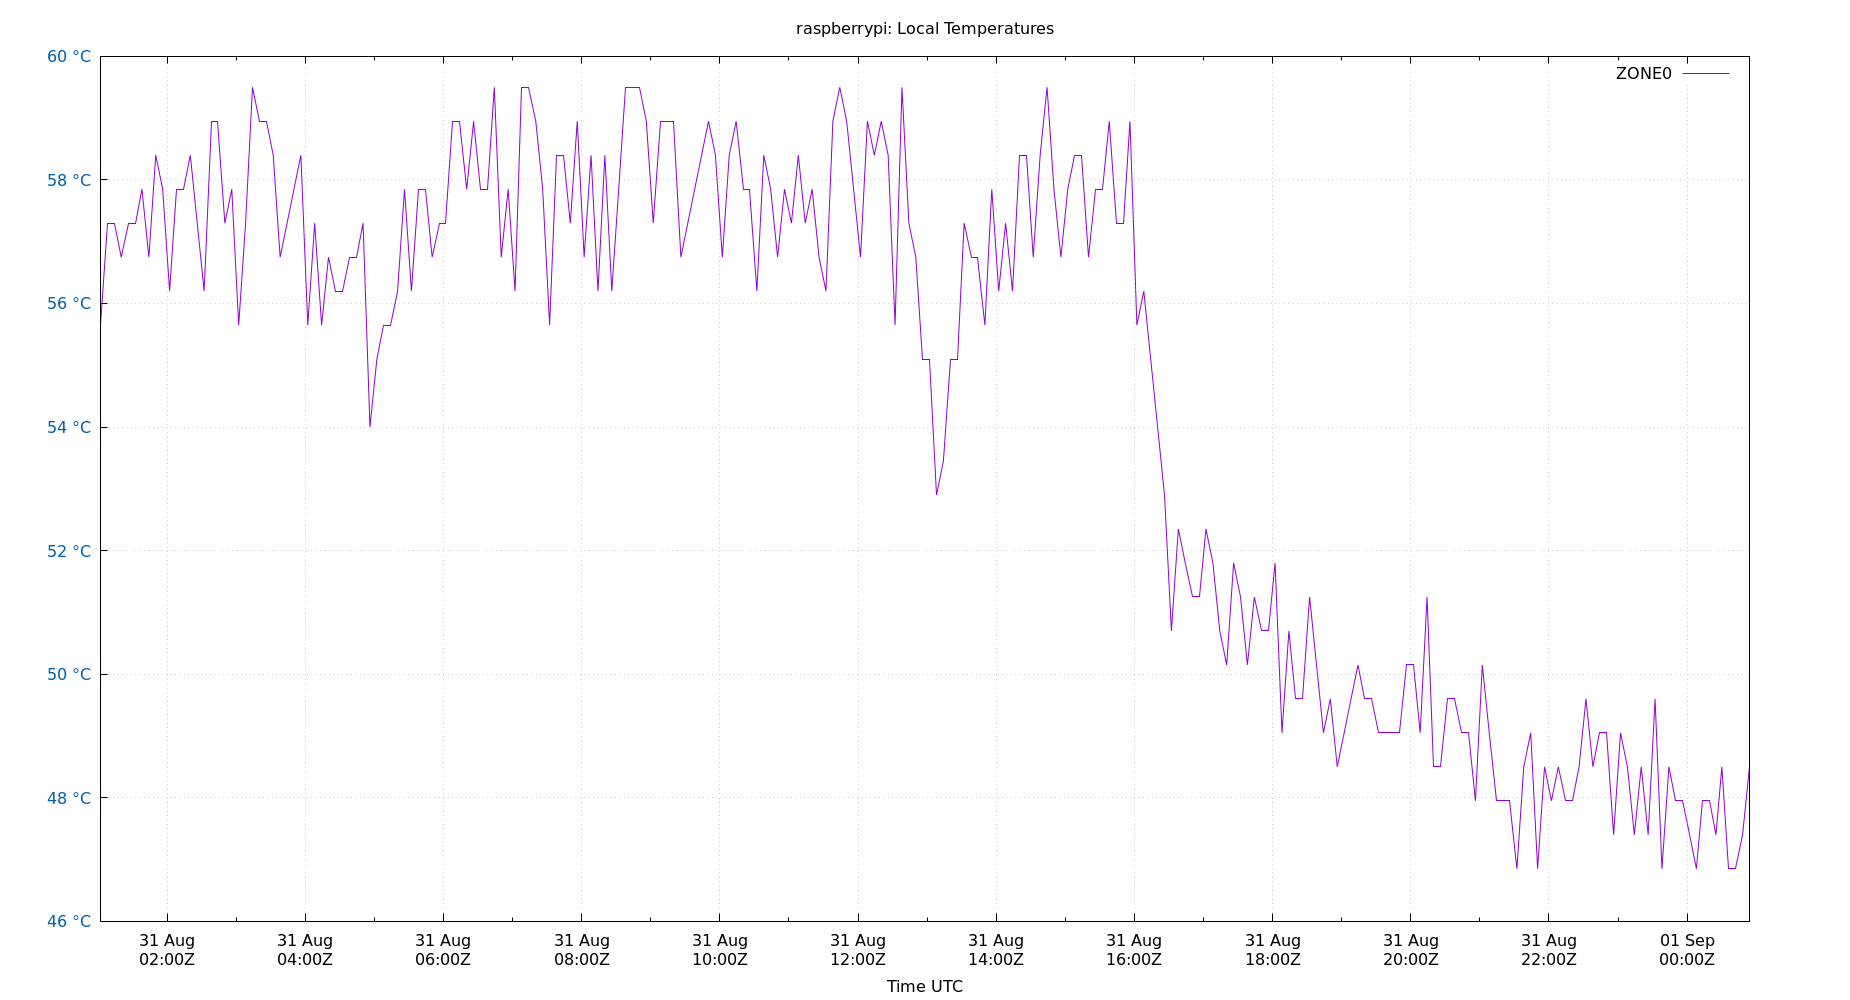 raspberrypi: Local Temperatures
60 °C
ZONE0
58 °C
56 °C
54 °C
52 °C
50 °C
48 °C
46 °C
31 Aug 31 Aug 31 Aug 31 Aug 31 Aug 31 Aug 31 Aug 31 Aug 31 Aug 31 Aug 31 Aug 01 Sep
02:00Z 04:00Z 06:00Z 08:00Z 10:00Z 12:00Z 14:00Z 16:00Z 18:00Z 20:00Z 22:00Z 00:00Z
Time UTC